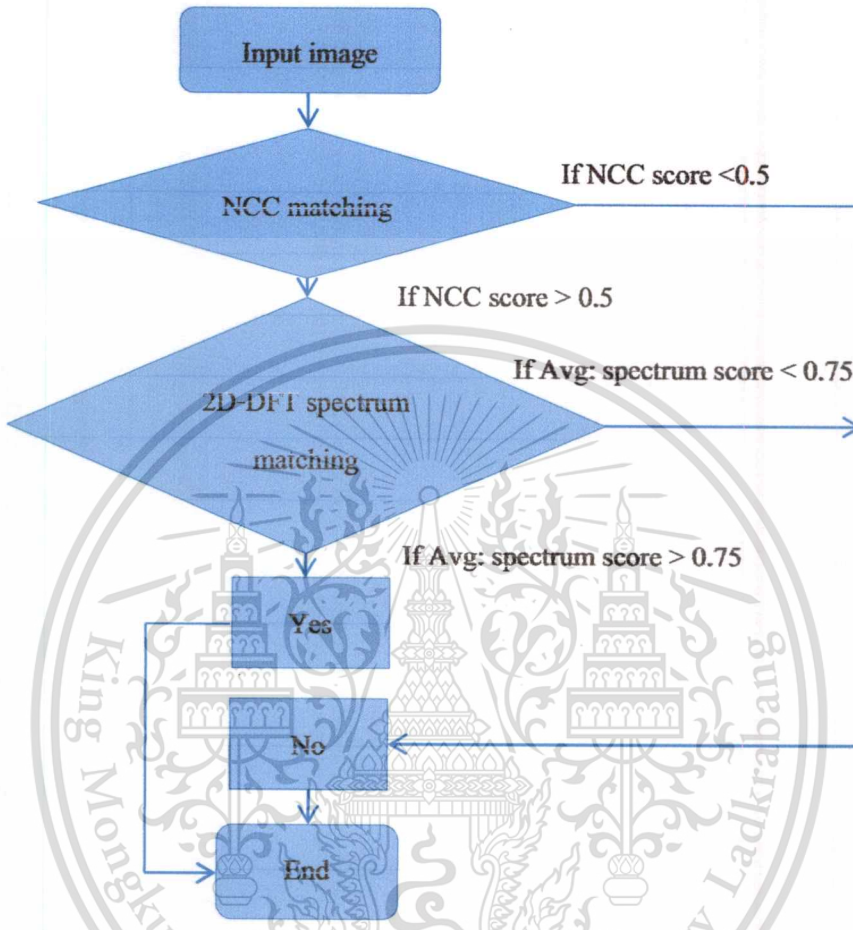 Input image
If NCC score <0.5
NCC matching
If NCC score > 0.5
If Avg: spectrum score < 0.75
2D-DFT spectrum
matching
If Avg: spectrum score > 0.75
Yes
No
End
King Mongku
y Ladkrabang